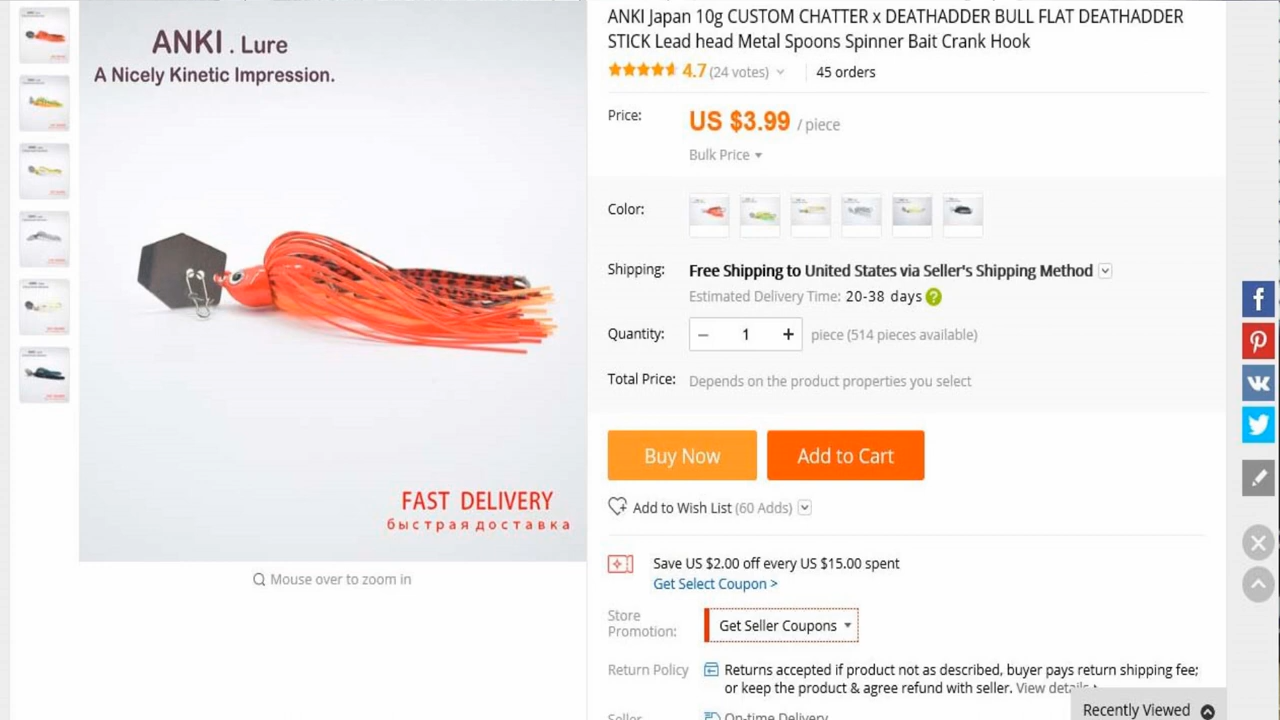 ANKI . Lure
A Nicely Kinetic Impression.
FAST DELIVERY
быстрая доставка
Mouse over to zoom in
ANKI Japan 10g CUSTOM CHATTER x DEATHADDER BULL FLAT DEATHADDER
STICK Lead head Metal Spoons Spinner Bait Crank Hook
4.7 (24 votes) 45 orders
Price: US $3.99 / piece
Bulk Price
Color:
Shipping: Free Shipping to United States via Seller's Shipping Method
Estimated Delivery Time: 20-38 days ?
Quantity: – 1 + piece (514 pieces available)
Total Price: Depends on the product properties you select
Buy Now Add to Cart
Add to Wish List (60 Adds)
Save US $2.00 off every US $15.00 spent
Get Select Coupon >
Store
Promotion:
Get Seller Coupons
Return Policy Returns accepted if product not as described, buyer pays return shipping fee;
or keep the product & agree refund with seller. View details
Seller On-time Delivery
Recently Viewed